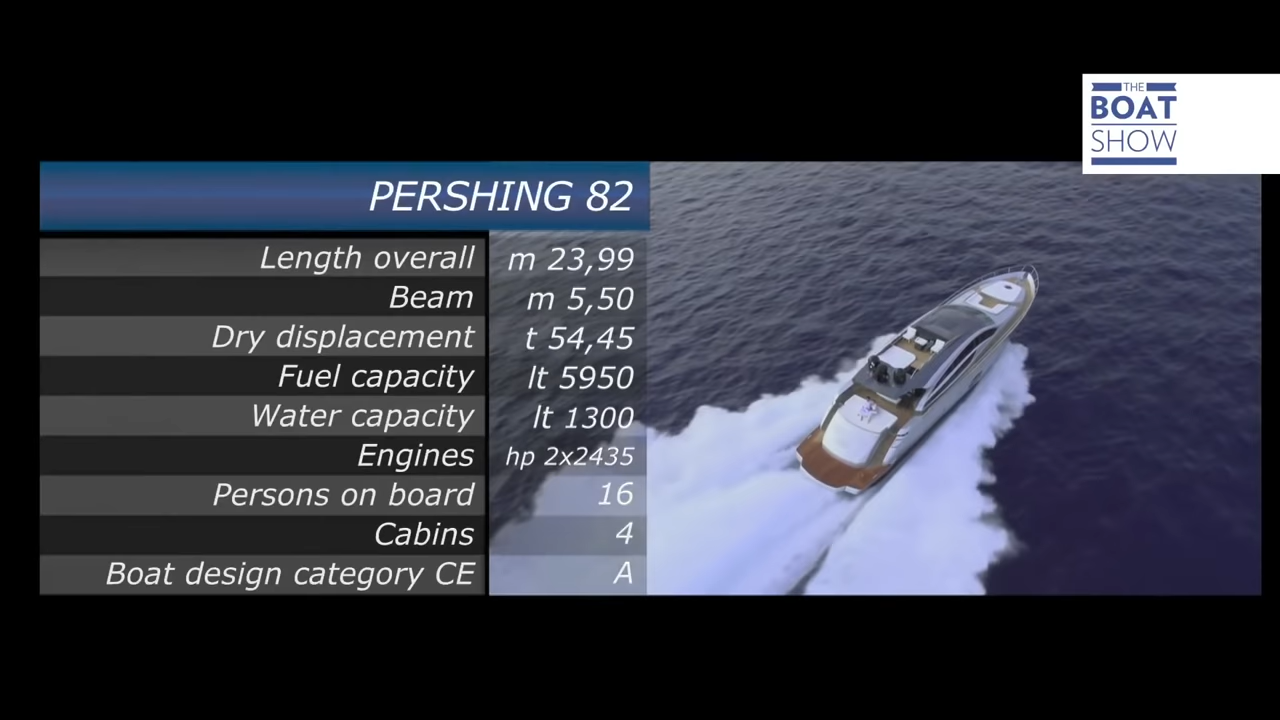 THE
BOAT
SHOW
PERSHING 82
Length overall m 23,99
Beam m 5,50
Dry displacement t 54,45
Fuel capacity lt 5950
Water capacity lt 1300
Engines hp 2x2435
Persons on board 16
Cabins 4
Boat design category CE A